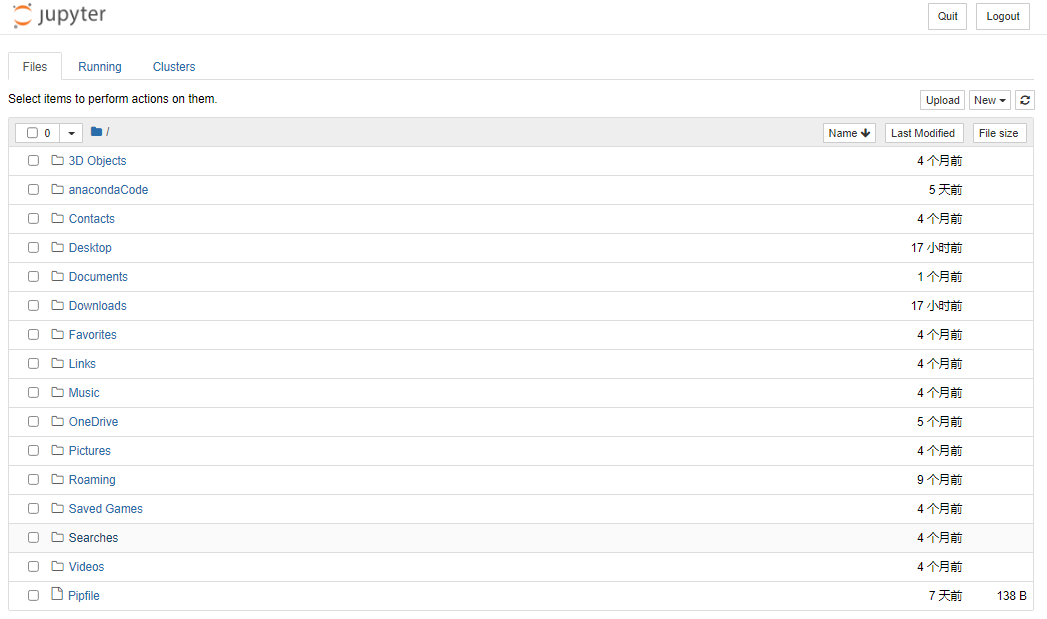 jupyter Quit Logout
Files Running Clusters
Select items to perform actions on them. Upload New
0 / Name Last Modified File size
3D Objects 4 个月前
anacondaCode 5 天前
Contacts 4 个月前
Desktop 17 小时前
Documents 1 个月前
Downloads 17 小时前
Favorites 4 个月前
Links 4 个月前
Music 4 个月前
OneDrive 5 个月前
Pictures 4 个月前
Roaming 9 个月前
Saved Games 4 个月前
Searches 4 个月前
Videos 4 个月前
Pipfile 7 天前 138 B